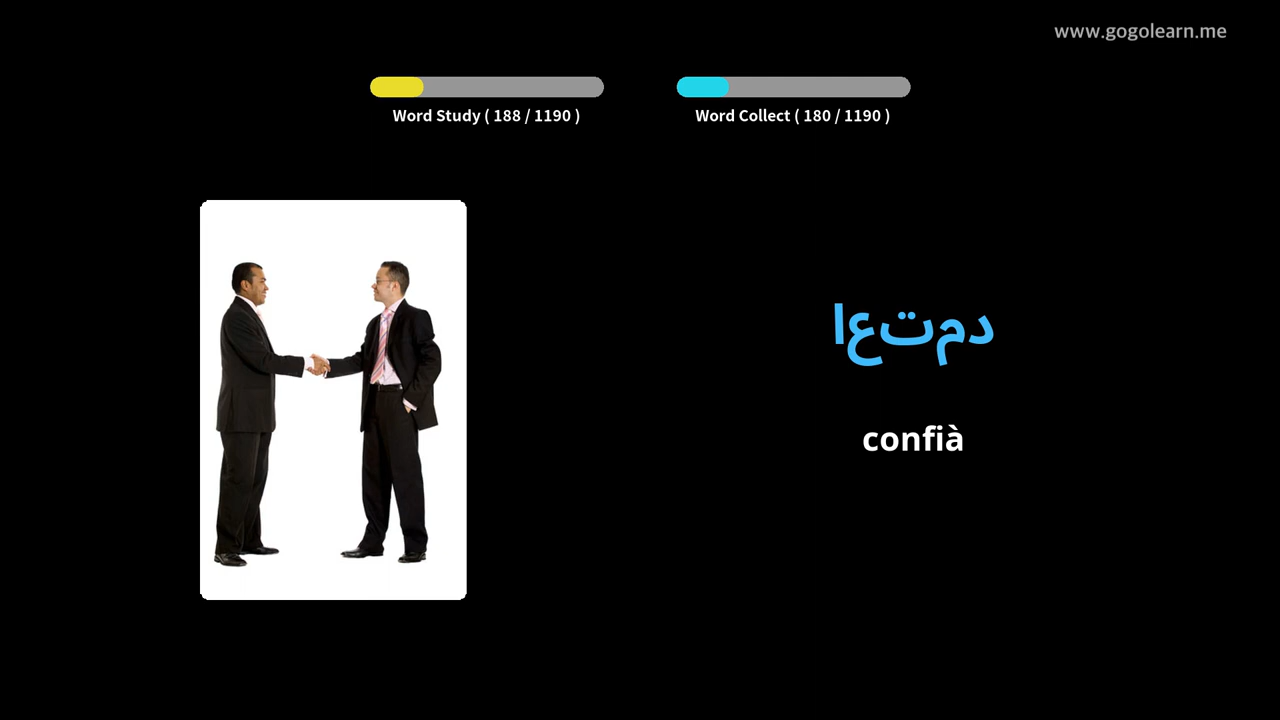 www.gogolearn.me
Word Study ( 188 / 1190 )
Word Collect ( 180 / 1190 )
اعتمد
confià